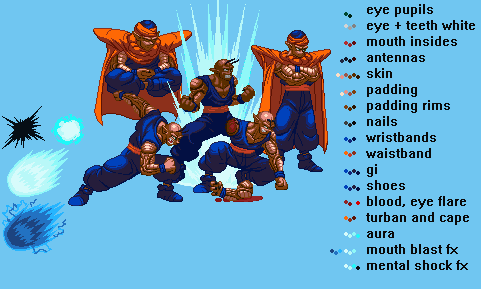 eye pupils
eye + teeth white
mouth insides
antennas
skin
padding
padding rims
nails
wristbands
waistband
gi
shoes
blood, eye flare
turban and cape
aura
mouth blast fx
mental shock fx